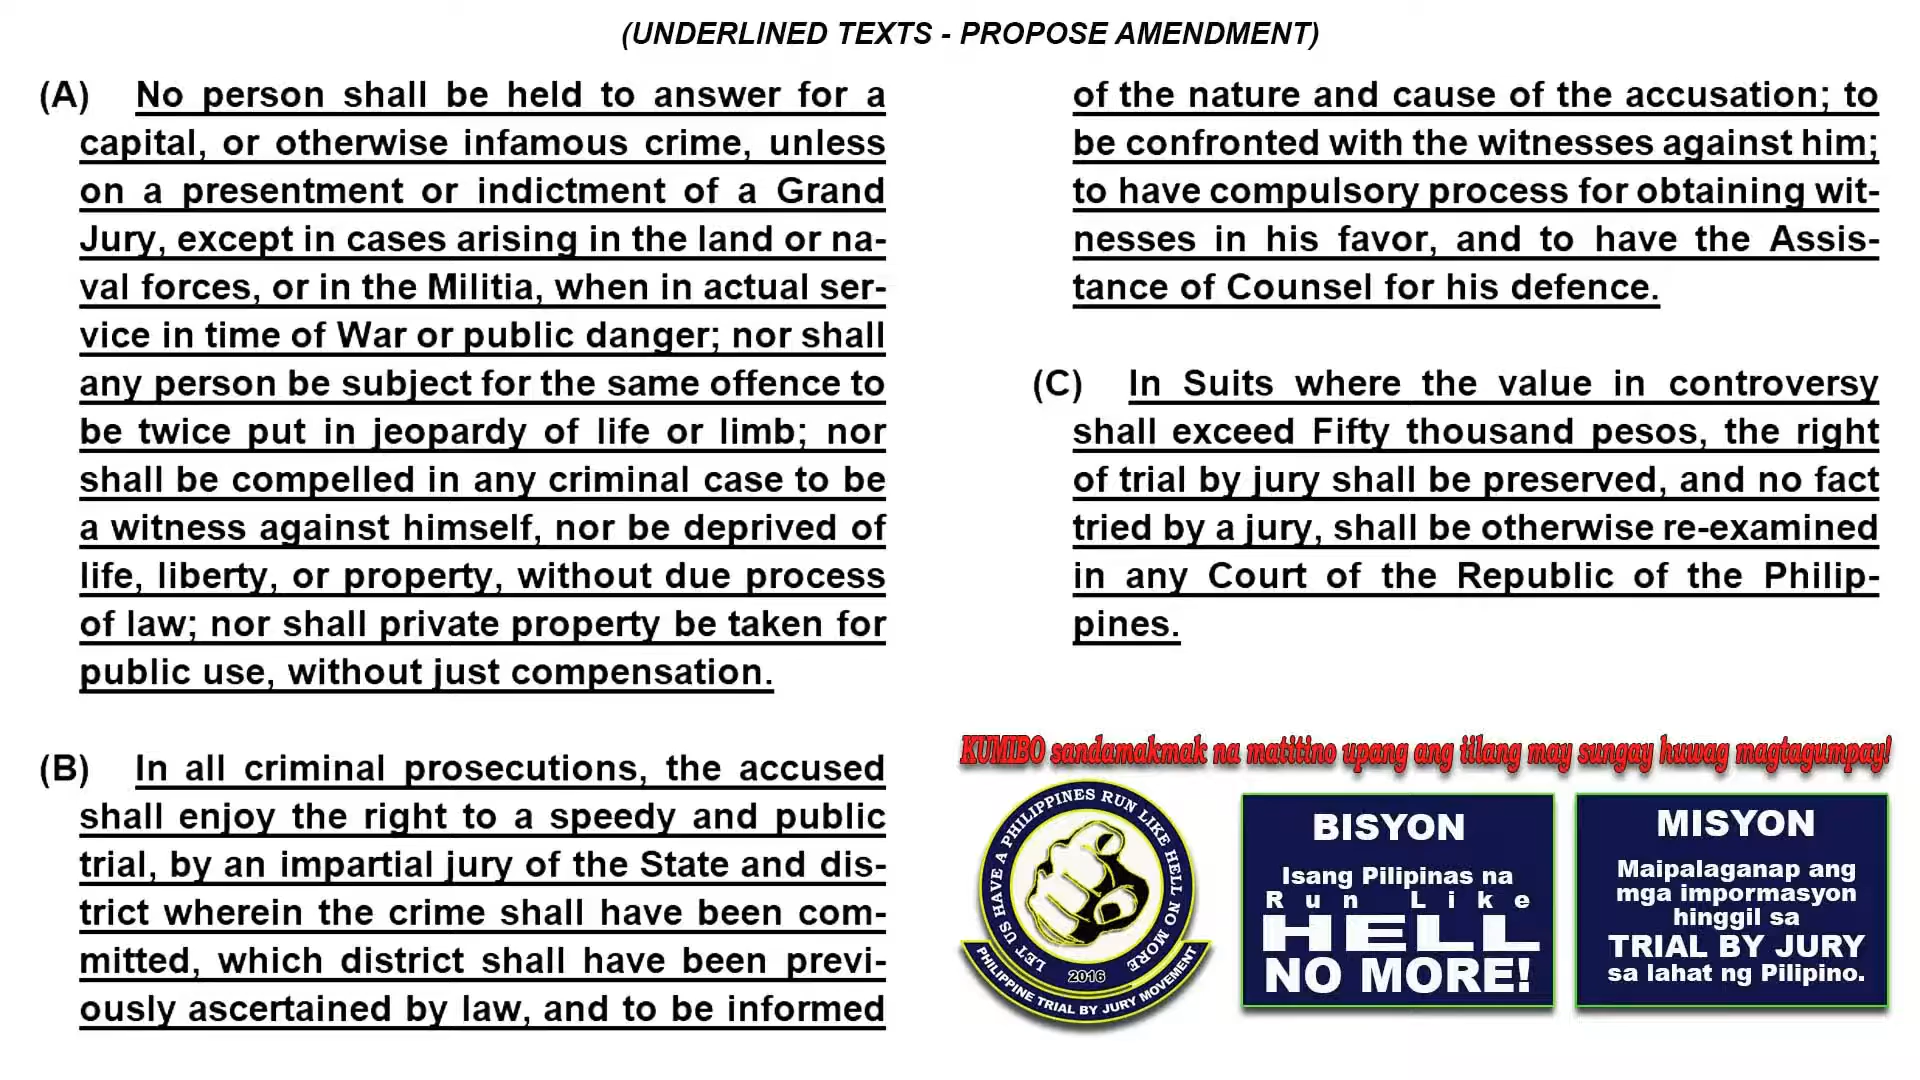 (UNDERLINED TEXTS - PROPOSE AMENDMENT)
(A) No person shall be held to answer for a
capital, or otherwise infamous crime, unless
on a presentment or indictment of a Grand
Jury, except in cases arising in the land or na-
val forces, or in the Militia, when in actual ser-
vice in time of War or public danger; nor shall
any person be subject for the same offence to
be twice put in jeopardy of life or limb; nor
shall be compelled in any criminal case to be
a witness against himself, nor be deprived of
life, liberty, or property, without due process
of law; nor shall private property be taken for
public use, without just compensation.
(B) In all criminal prosecutions, the accused
shall enjoy the right to a speedy and public
trial, by an impartial jury of the State and dis-
trict wherein the crime shall have been com-
mitted, which district shall have been previ-
ously ascertained by law, and to be informed
of the nature and cause of the accusation; to
be confronted with the witnesses against him;
to have compulsory process for obtaining wit-
nesses in his favor, and to have the Assis-
tance of Counsel for his defence.
(C) In Suits where the value in controversy
shall exceed Fifty thousand pesos, the right
of trial by jury shall be preserved, and no fact
tried by a jury, shall be otherwise re-examined
in any Court of the Republic of the Philip-
pines.
KUMIBO sandamakmak na matitino upang ang iilang may sungay huwag magtagumpay!
LET US HAVE A PHILIPPINES RUN LIKE HELL NO MORE
2016
PHILIPPINE TRIAL BY JURY MOVEMENT
BISYON
Isang Pilipinas na
Run Like
HELL
NO MORE!
MISYON
Maipalaganap ang
mga impormasyon
hinggil sa
TRIAL BY JURY
sa lahat ng Pilipino.